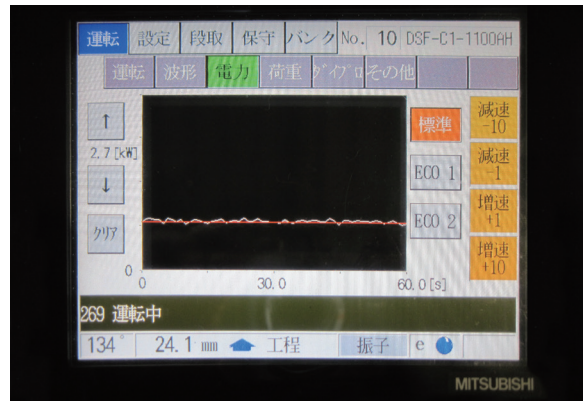 運転 設定 段取 保守 バンク No. 10 DSF-C1-1100AH
運転 波形 電力 荷重 ダイプロ その他
↑ 標準 減速 -10
2.7[kW] 減速 -1
↓ ECO 1
クリア ECO 2 増速 +1
増速 +10
0
0 30.0 60.0[s]
269 運転中
134° 24.1 mm 工程 振子 e
MITSUBISHI